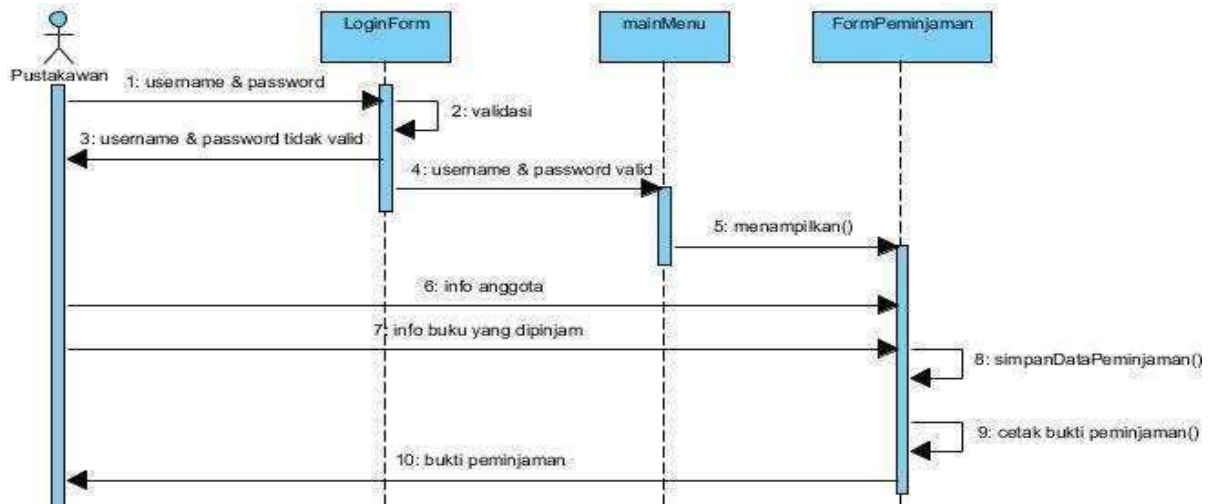 LoginForm
mainMenu
FormPeminjaman
Pustakawan
1: username & password
2: validasi
3: username & password tidak valid
4: username & password valid
5: menampilkan()
6: info anggota
7: info buku yang dipinjam
8: simpanDataPeminjaman()
9: cetak bukti peminjaman()
10: bukti peminjaman